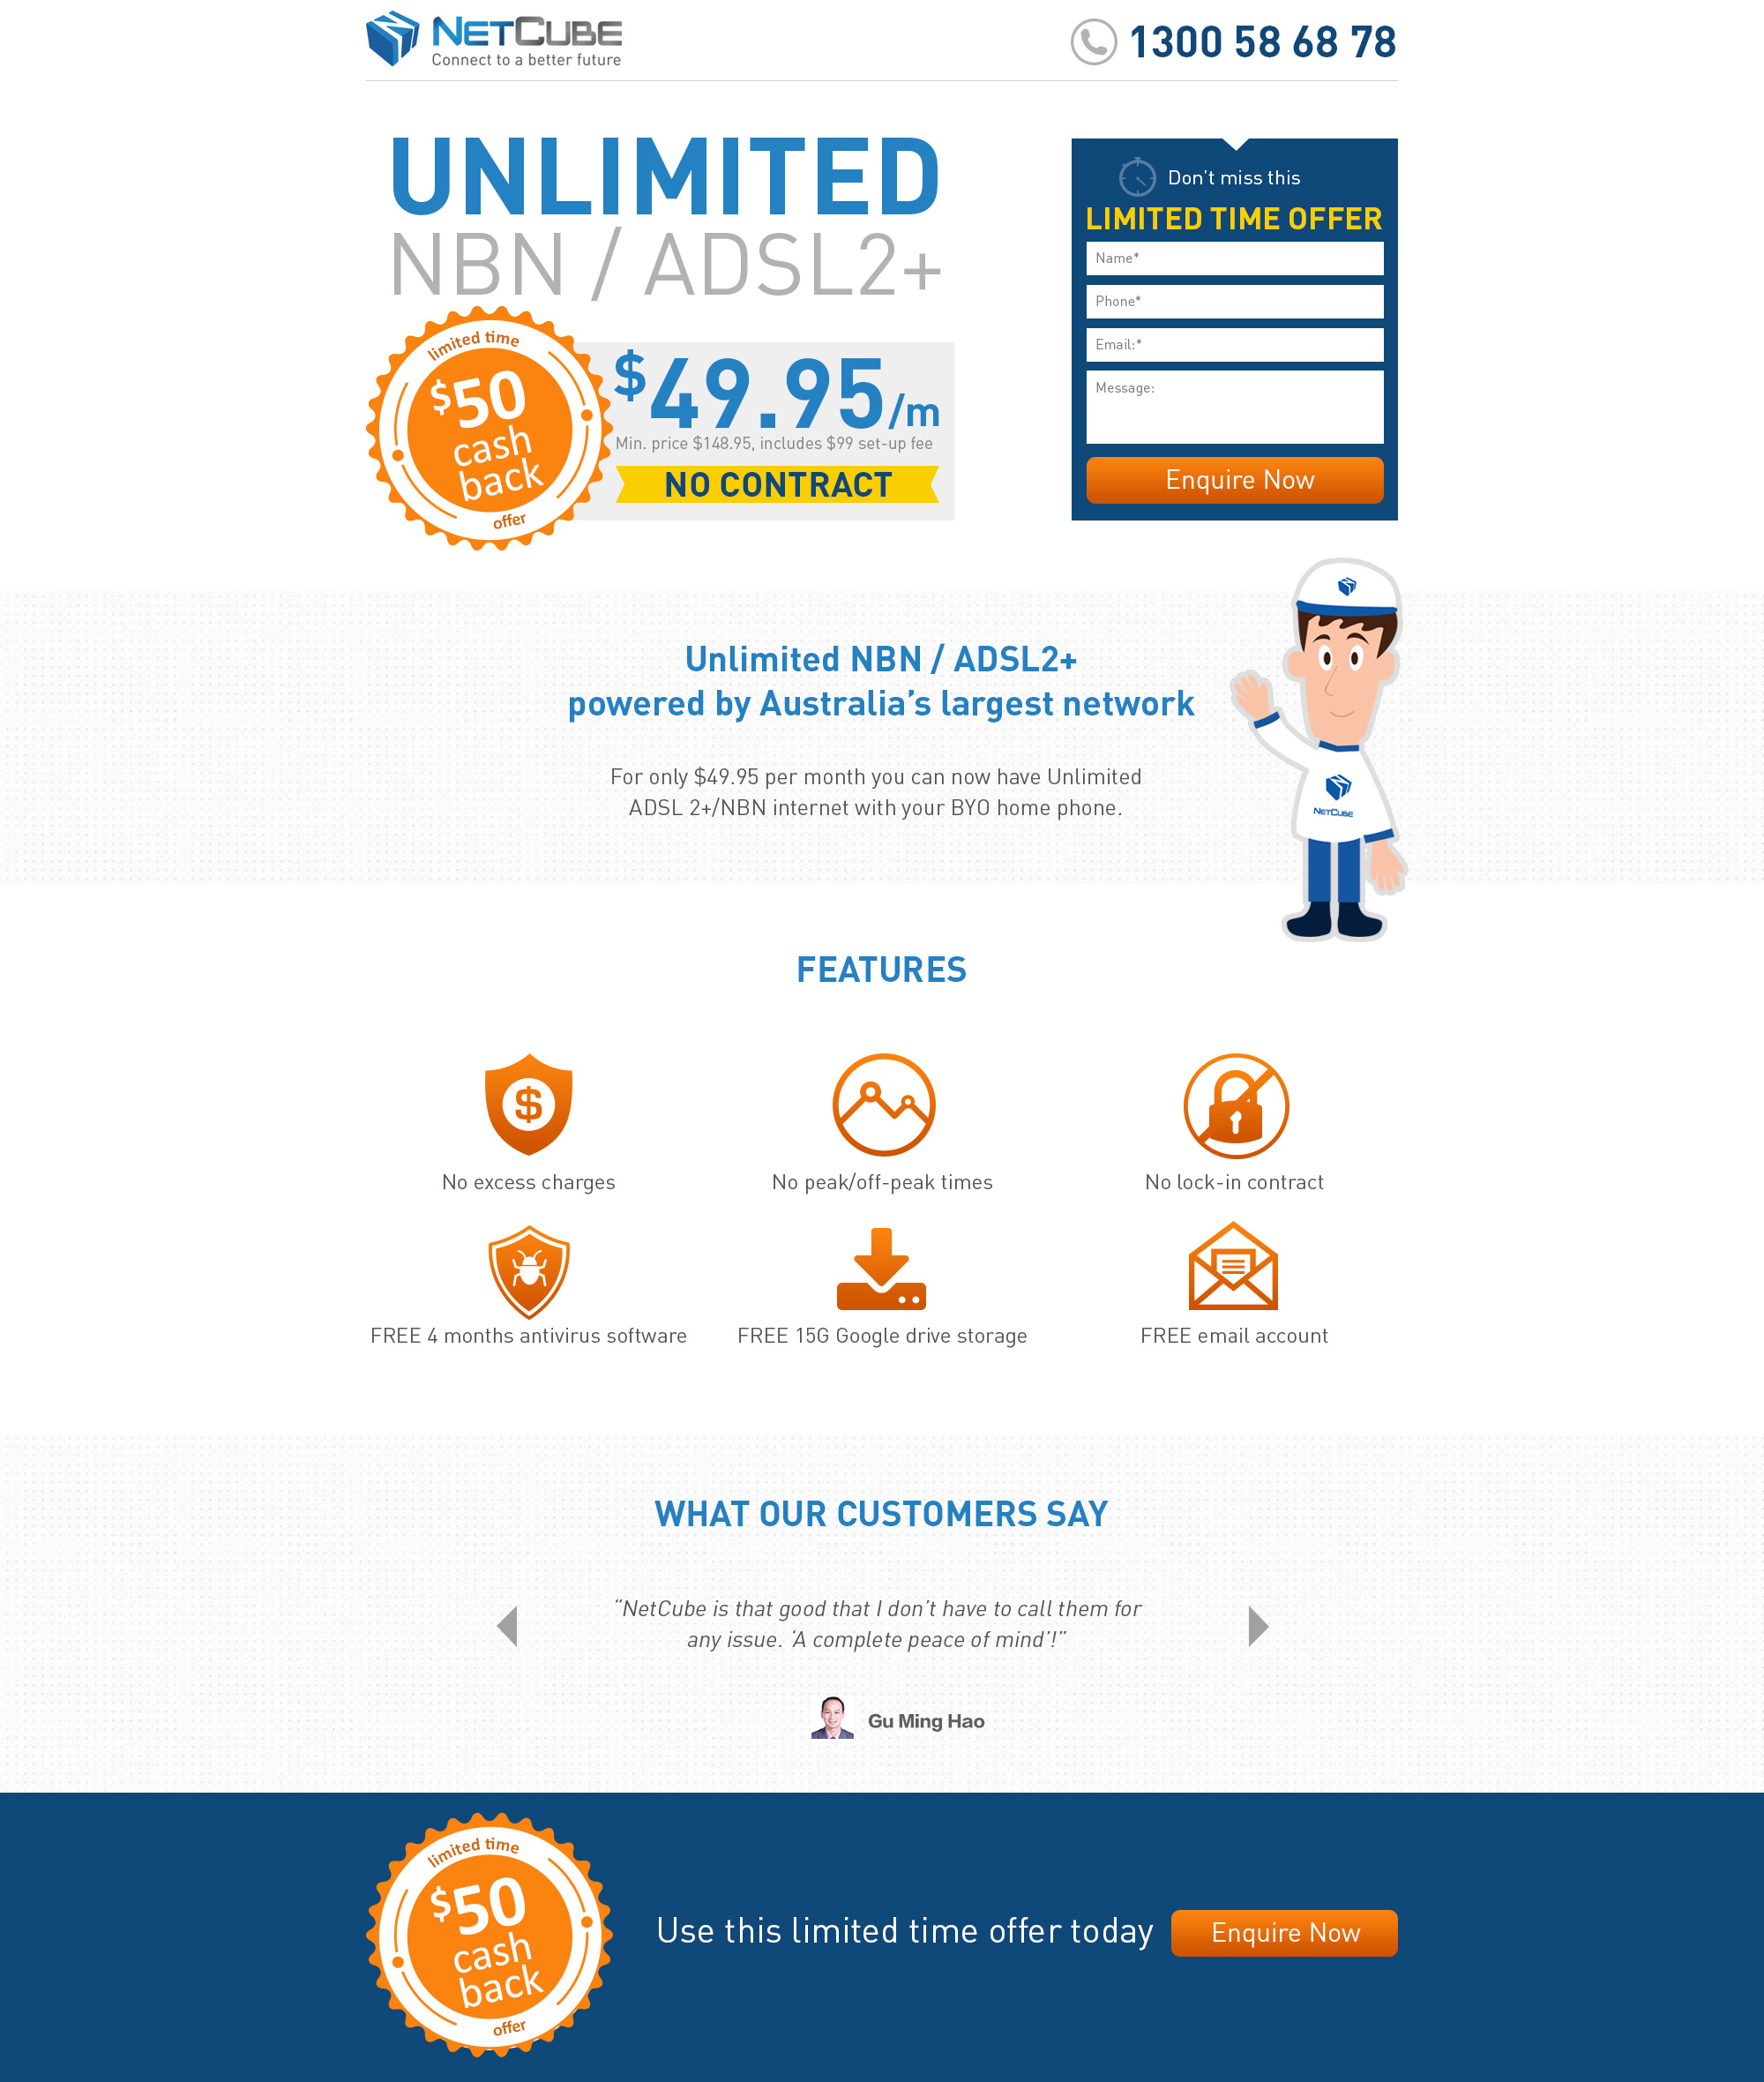 NETCUBE
Connect to a better future
1300 58 68 78
UNLIMITED
NBN / ADSL2+
limited time
$50
cash
back
offer
$49.95/m
Min. price $148.95, includes $99 set-up fee
NO CONTRACT
Don't miss this
LIMITED TIME OFFER
Name*
Phone*
Email:*
Message:
Enquire Now
Unlimited NBN / ADSL2+
powered by Australia's largest network
For only $49.95 per month you can now have Unlimited
ADSL 2+/NBN internet with your BYO home phone.
NETCUBE
FEATURES
$
No excess charges
No peak/off-peak times
No lock-in contract
FREE 4 months antivirus software
FREE 15G Google drive storage
FREE email account
WHAT OUR CUSTOMERS SAY
“NetCube is that good that I don't have to call them for
any issue. ‘A complete peace of mind'!”
Gu Ming Hao
limited time
$50
cash
back
offer
Use this limited time offer today
Enquire Now